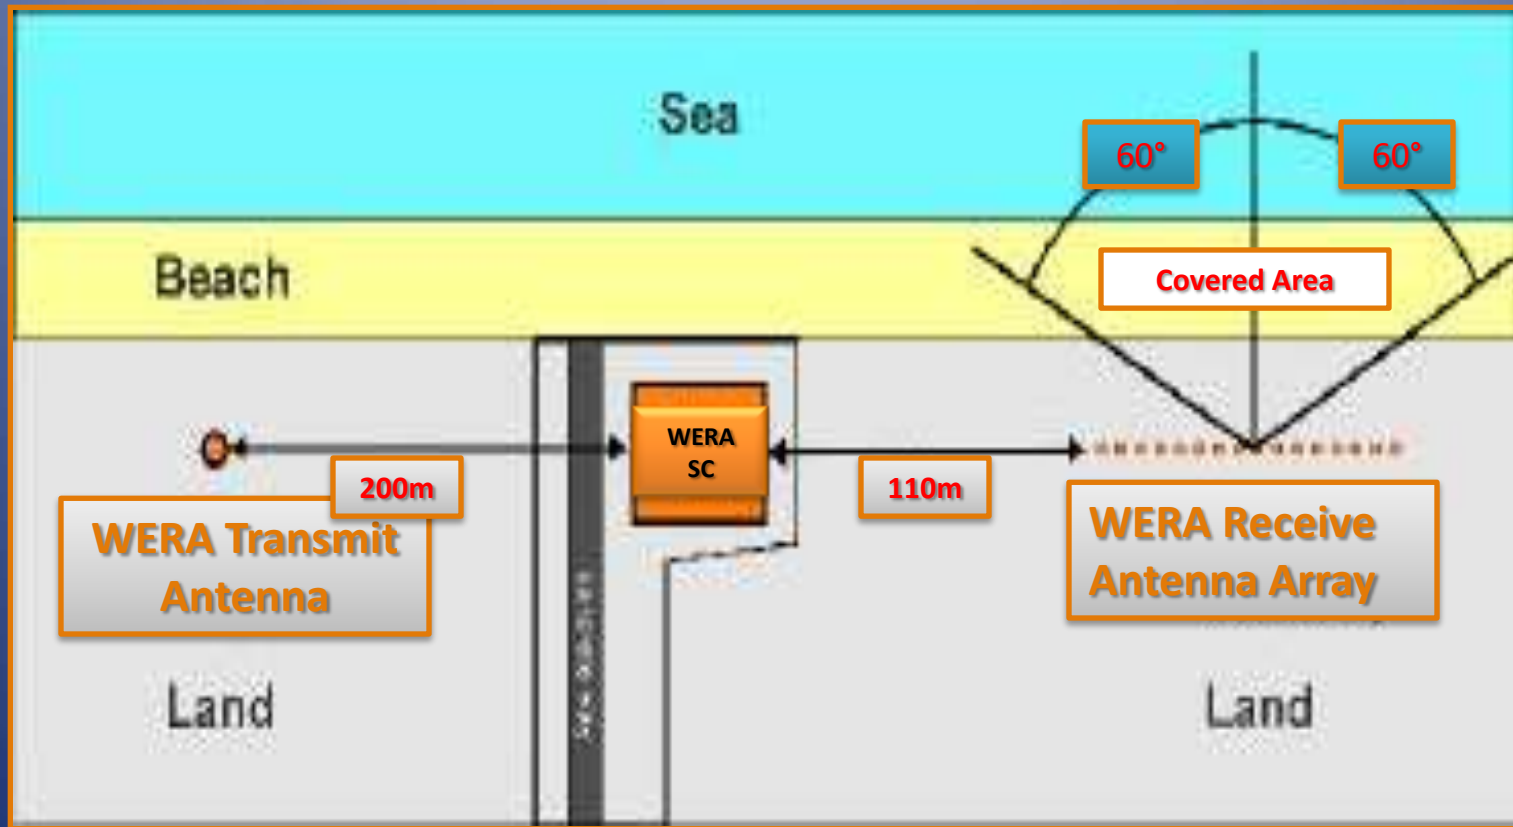 Sea
60°
60°
Beach
Covered Area
WERA
SC
200m
110m
WERA Transmit
Antenna
WERA Receive
Antenna Array
Land
Land